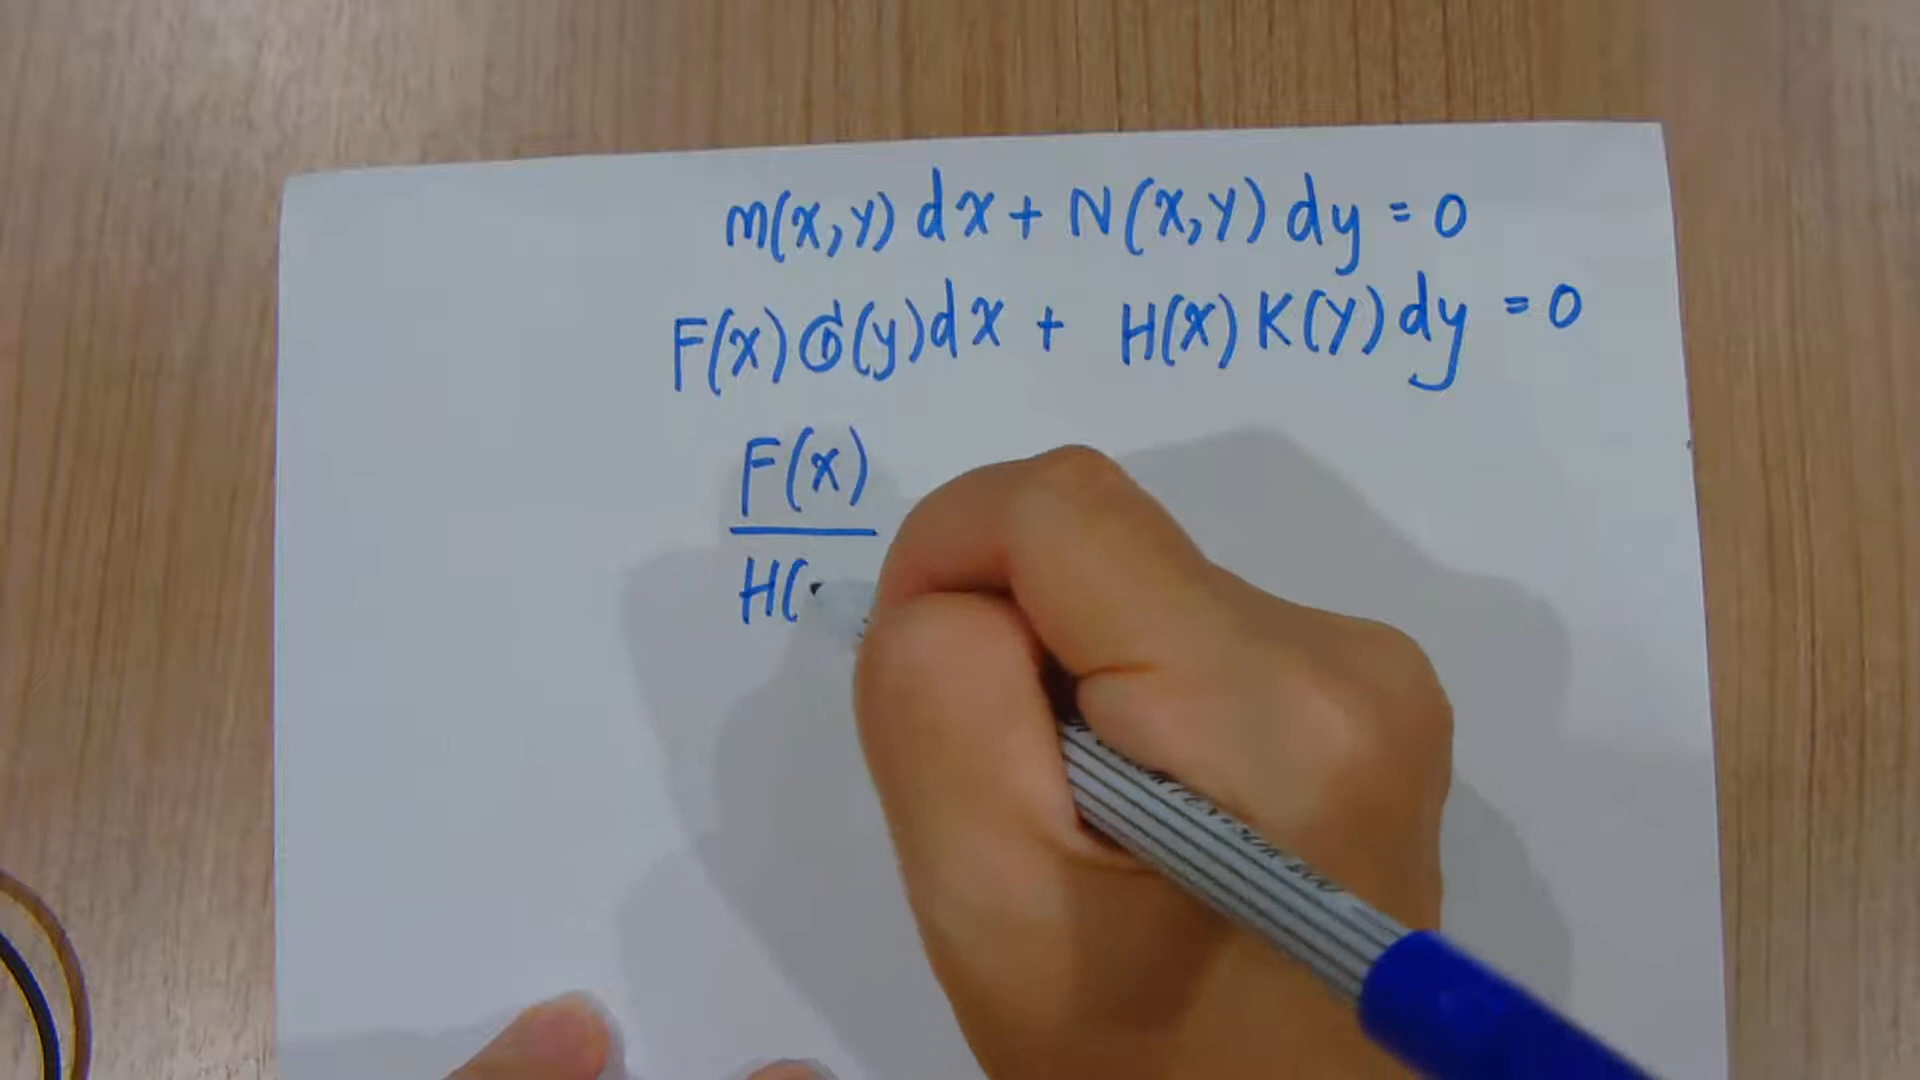 M(x,y) dx + N(x,y) dy = 0
F(x) G(y) dx + H(x) K(y) dy = 0
F(x)
H(